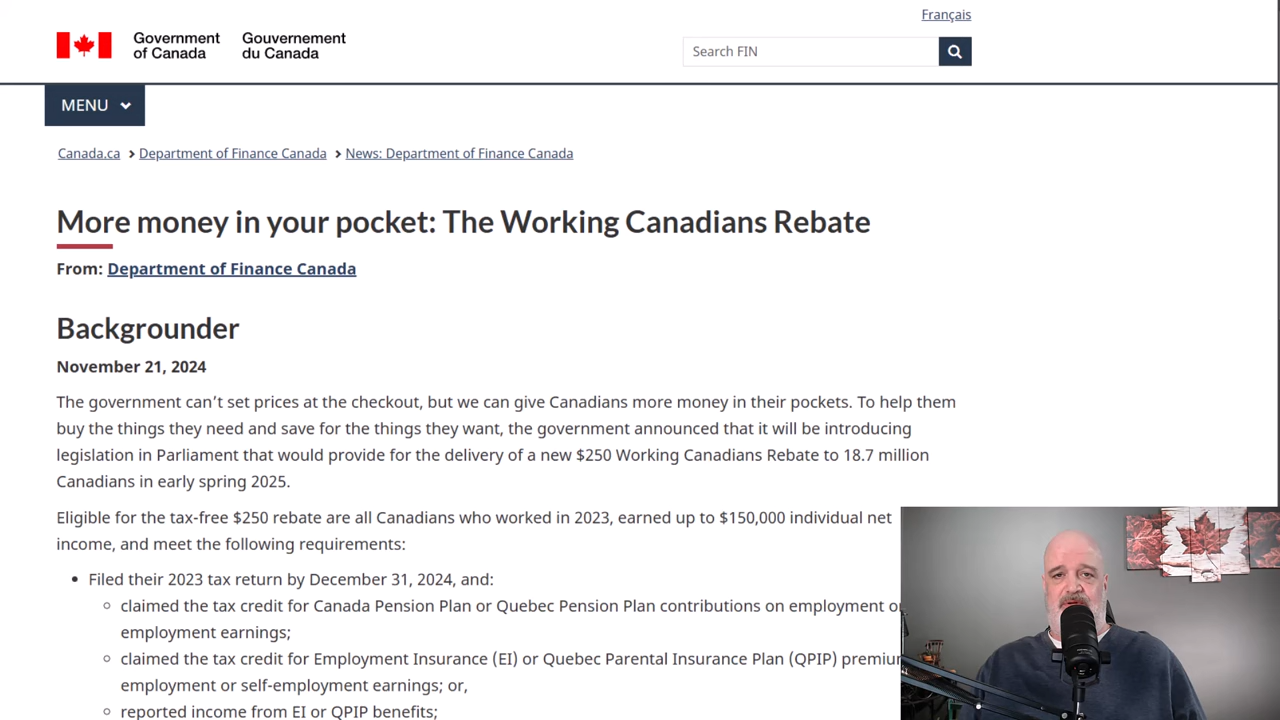 Français
Government
of Canada
Gouvernement
du Canada
Search FIN
MENU
Canada.ca
Department of Finance Canada
News: Department of Finance Canada
More money in your pocket: The Working Canadians Rebate
From: Department of Finance Canada
Backgrounder
November 21, 2024
The government can’t set prices at the checkout, but we can give Canadians more money in their pockets. To help them
buy the things they need and save for the things they want, the government announced that it will be introducing
legislation in Parliament that would provide for the delivery of a new $250 Working Canadians Rebate to 18.7 million
Canadians in early spring 2025.
Eligible for the tax-free $250 rebate are all Canadians who worked in 2023, earned up to $150,000 individual net
income, and meet the following requirements:
Filed their 2023 tax return by December 31, 2024, and:
claimed the tax credit for Canada Pension Plan or Quebec Pension Plan contributions on employment
employment earnings;
claimed the tax credit for Employment Insurance (EI) or Quebec Parental Insurance Plan (QPIP)
employment or self-employment earnings; or,
reported income from EI or QPIP benefits;